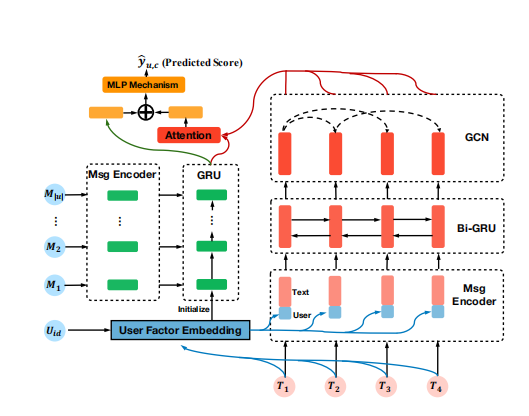 ŷu,c (Predicted Score)
MLP Mechanism
Attention
GCN
Msg Encoder
GRU
M|u|
⋮
⋮
⋮
Bi-GRU
M2
M1
Text
User
Msg
Encoder
Initialize
Uid
User Factor Embedding
T1
T2
T3
T4